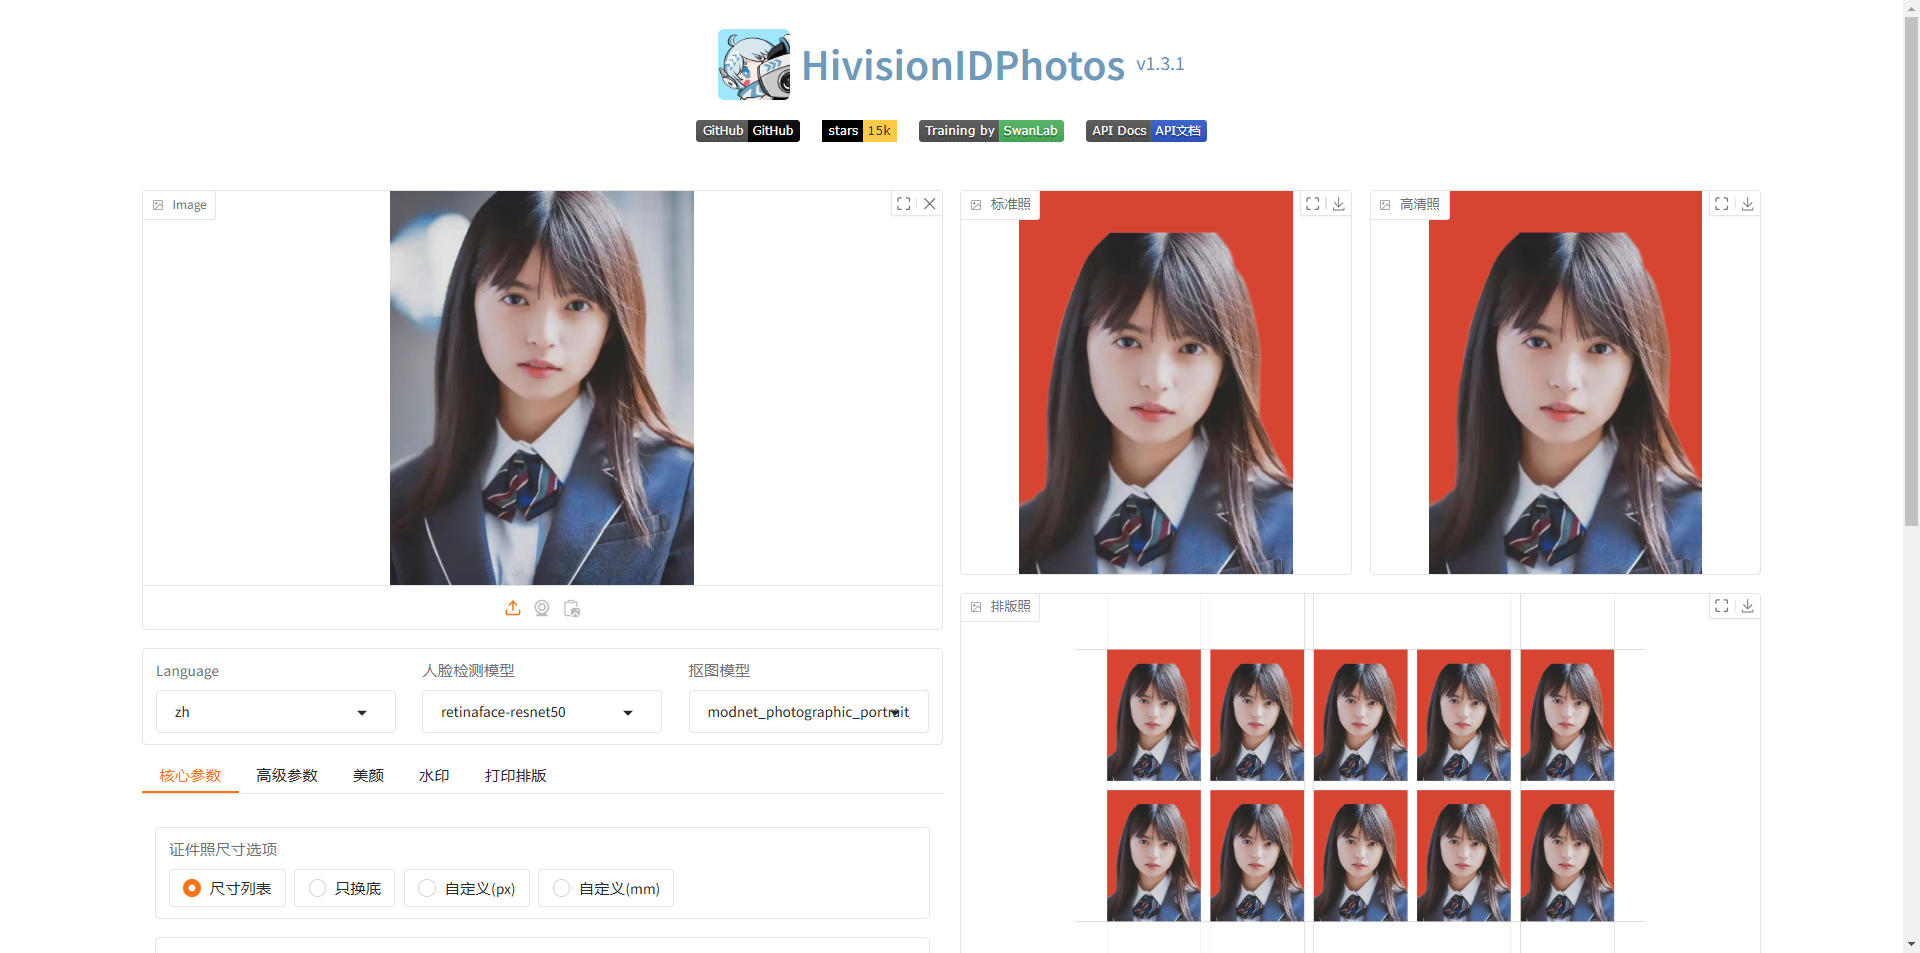 HivisionIDPhotos v1.3.1
GitHub GitHub stars 15k Training by SwanLab API Docs API文档
Image
标准照
高清照
排版照
Language 人脸检测模型 抠图模型
zh retinaface-resnet50 modnet_photographic_portrait_
核心参数 高级参数 美颜 水印 打印排版
证件照尺寸选项
尺寸列表 只换底 自定义(px) 自定义(mm)